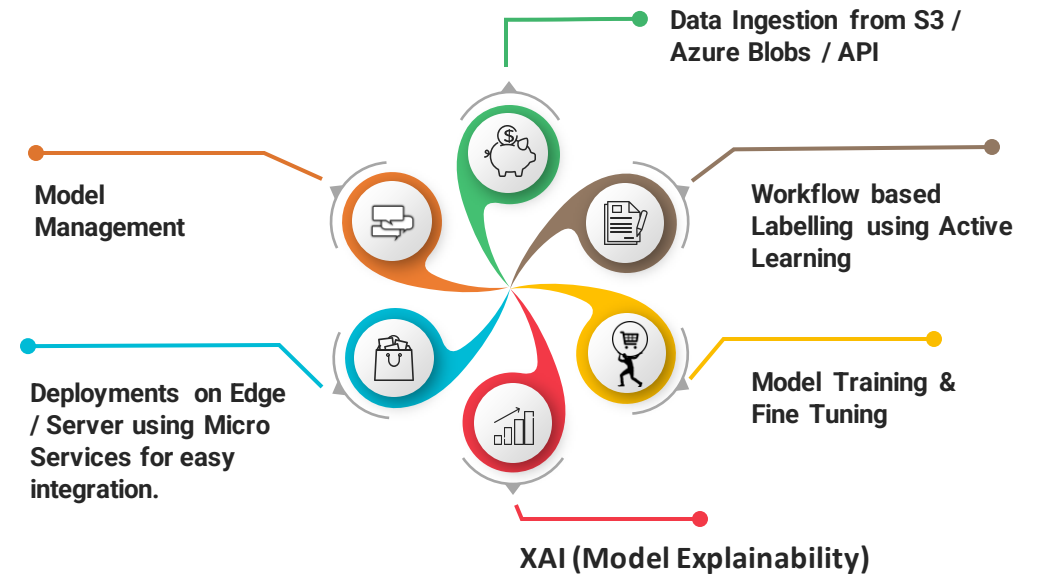 Data Ingestion from S3 /
Azure Blobs / API
Workflow based
Labelling using Active
Learning
Model Training &
Fine Tuning
XAI (Model Explainability)
Deployments on Edge
/ Server using Micro
Services for easy
integration.
Model
Management
$